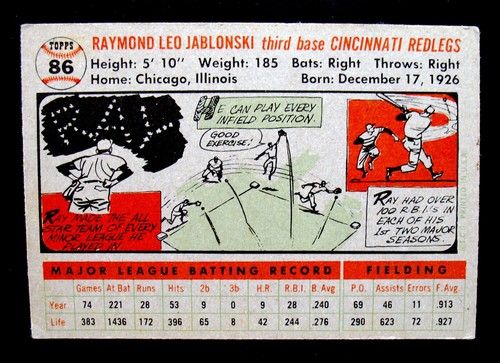 TOPPS
86
RAYMOND LEO JABLONSKI third base CINCINNATI REDLEGS
Height: 5' 10" Weight: 185 Bats: Right Throws: Right
Home: Chicago, Illinois Born: December 17, 1926
RAY MADE THE ALL
STAR TEAM OF EVERY
MINOR LEAGUE HE
PLAYED IN
HE CAN PLAY EVERY
INFIELD POSITION.
GOOD
EXERCISE!
RAY HAD OVER
100 R.B.I.'s IN
EACH OF HIS
1ST TWO MAJOR
SEASONS.
MAJOR LEAGUE BATTING RECORD FIELDING
Games At Bat Runs Hits 2b 3b H.R. R.B.I. B. Avg. P.O. Assists Errors F. Avg.
Year 74 221 28 53 9 0 9 28 .240 69 46 11 .913
Life 383 1436 172 396 65 8 42 244 .276 290 623 72 .927